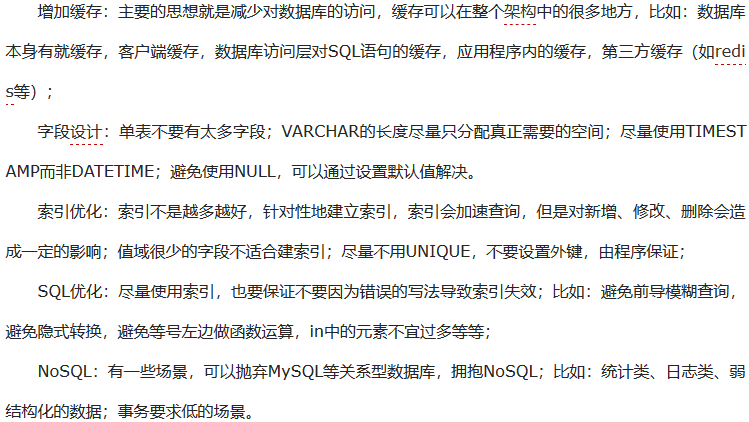 增加缓存：主要的思想就是减少对数据库的访问，缓存可以在整个架构中的很多地方，比如：数据库
本身有就缓存，客户端缓存，数据库访问层对SQL语句的缓存，应用程序内的缓存，第三方缓存（如redi
s等）；
字段设计：单表不要有太多字段；VARCHAR的长度尽量只分配真正需要的空间；尽量使用TIMEST
AMP而非DATETIME；避免使用NULL，可以通过设置默认值解决。
索引优化：索引不是越多越好，针对性地建立索引，索引会加速查询，但是对新增、修改、删除会造
成一定的影响；值域很少的字段不适合建索引；尽量不用UNIQUE，不要设置外键，由程序保证；
SQL优化：尽量使用索引，也要保证不要因为错误的写法导致索引失效；比如：避免前导模糊查询，
避免隐式转换，避免等号左边做函数运算，in中的元素不宜过多等等；
NoSQL：有一些场景，可以抛弃MySQL等关系型数据库，拥抱NoSQL；比如：统计类、日志类、弱
结构化的数据；事务要求低的场景。